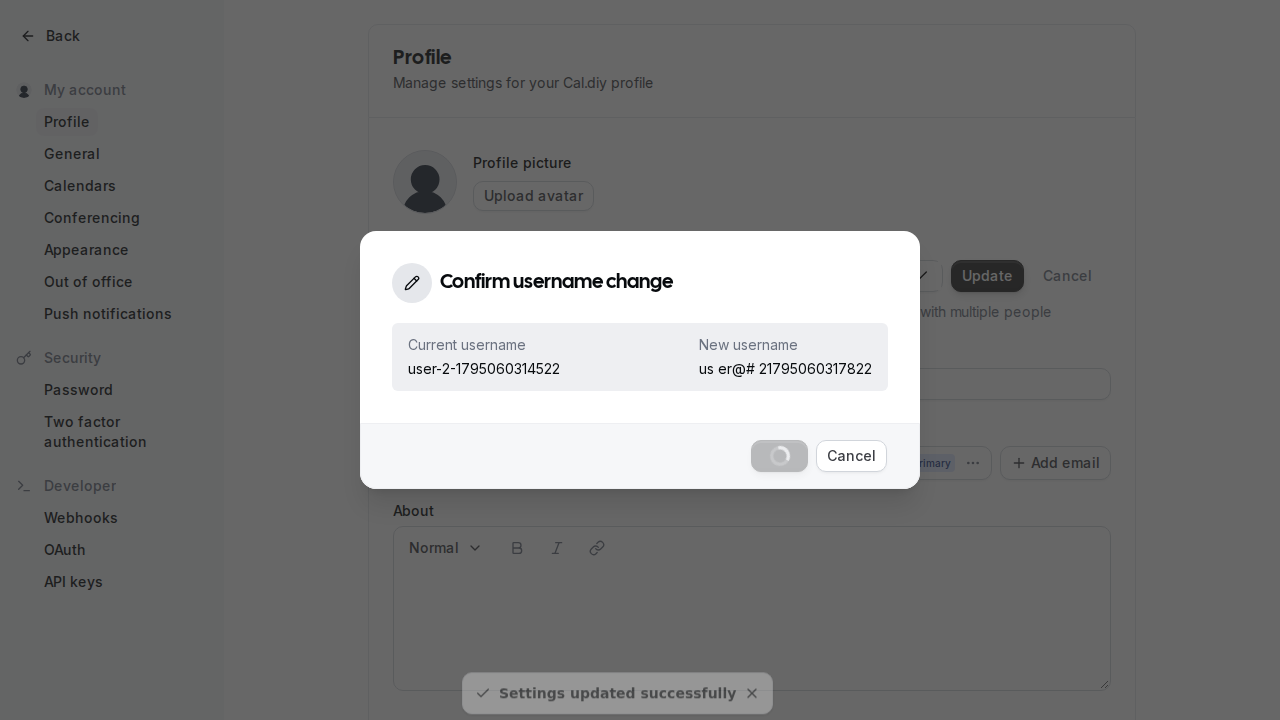 Back
My account
Profile
General
Calendars
Conferencing
Appearance
Out of office
Push notifications
Security
Password
Two factor
authentication
Developer
Webhooks
OAuth
API keys
Profile
Manage settings for your Cal.diy profile
Profile picture
Upload avatar
Update
Cancel
with multiple people
Confirm username change
Current username
New username
user-2-1795060314522
us er@# 21795060317822
Cancel
Add email
About
Normal
Settings updated successfully